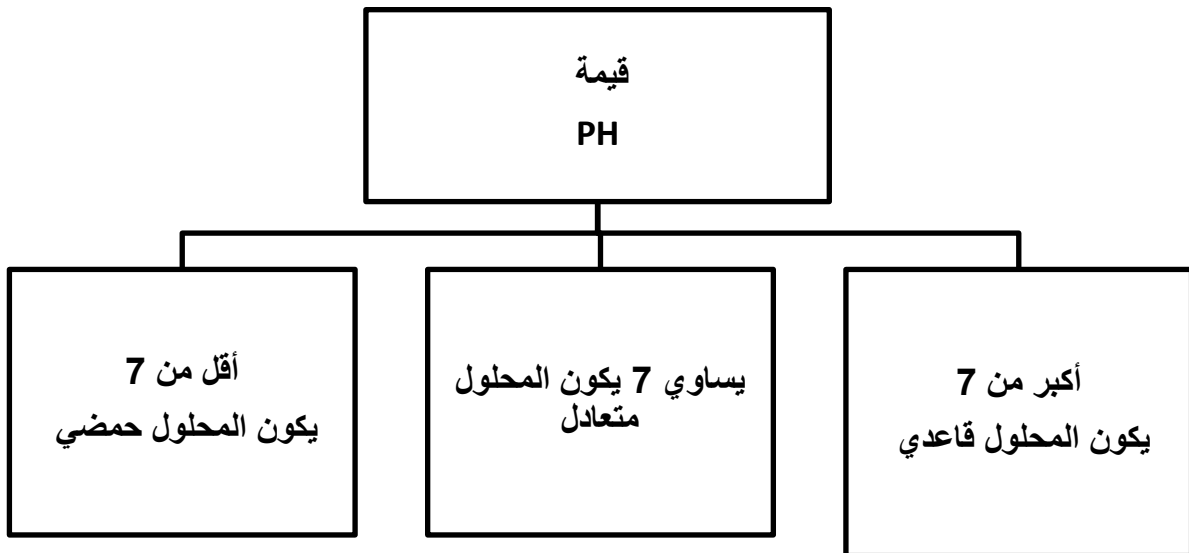 قيمة
PH
أكبر من 7
يكون المحلول قاعدي
يساوي 7 يكون المحلول
متعادل
أقل من 7
يكون المحلول حمضي